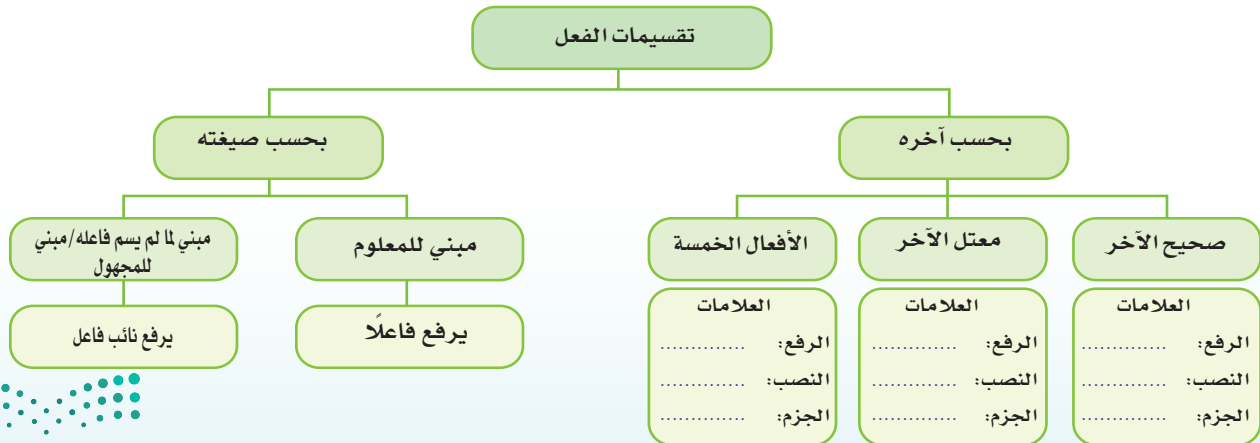 تقسيمات الفعل
بحسب آخره
بحسب صيغته
صحيح الآخر
معتل الآخر
الأفعال الخمسة
مبني للمعلوم
مبني لما لم يسم فاعله/مبني
للمجهول
العلامات
الرفع: ..............
النصب: ..............
الجزم: ..............
العلامات
الرفع: ..............
النصب: ..............
الجزم: ..............
العلامات
الرفع: ..............
النصب: ..............
الجزم: ..............
يرفع فاعلًا
يرفع نائب فاعل